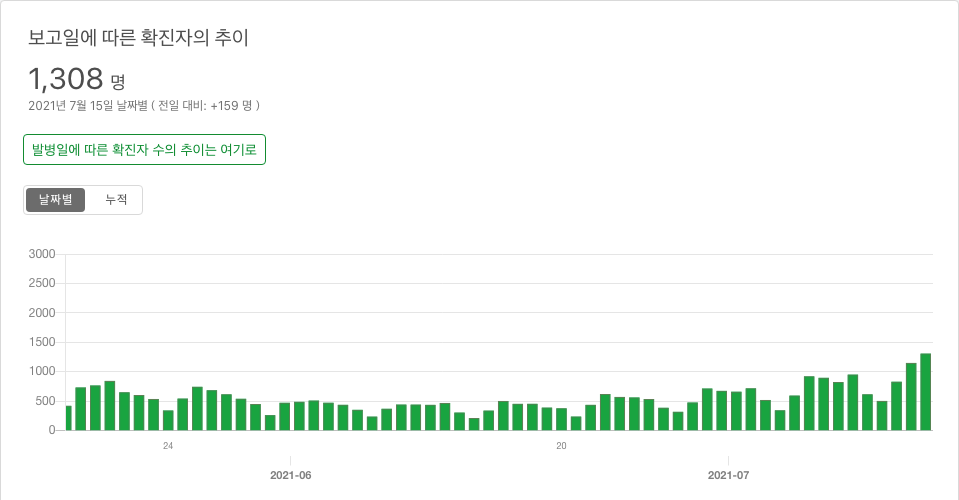 보고일에 따른 확진자의 추이
1,308 명
2021년 7월 15일 날짜별 ( 전일 대비: +159 명 )
발병일에 따른 확진자 수의 추이는 여기로
날짜별 누적
3000
2500
2000
1500
1000
500
0
24 20
2021-06 2021-07